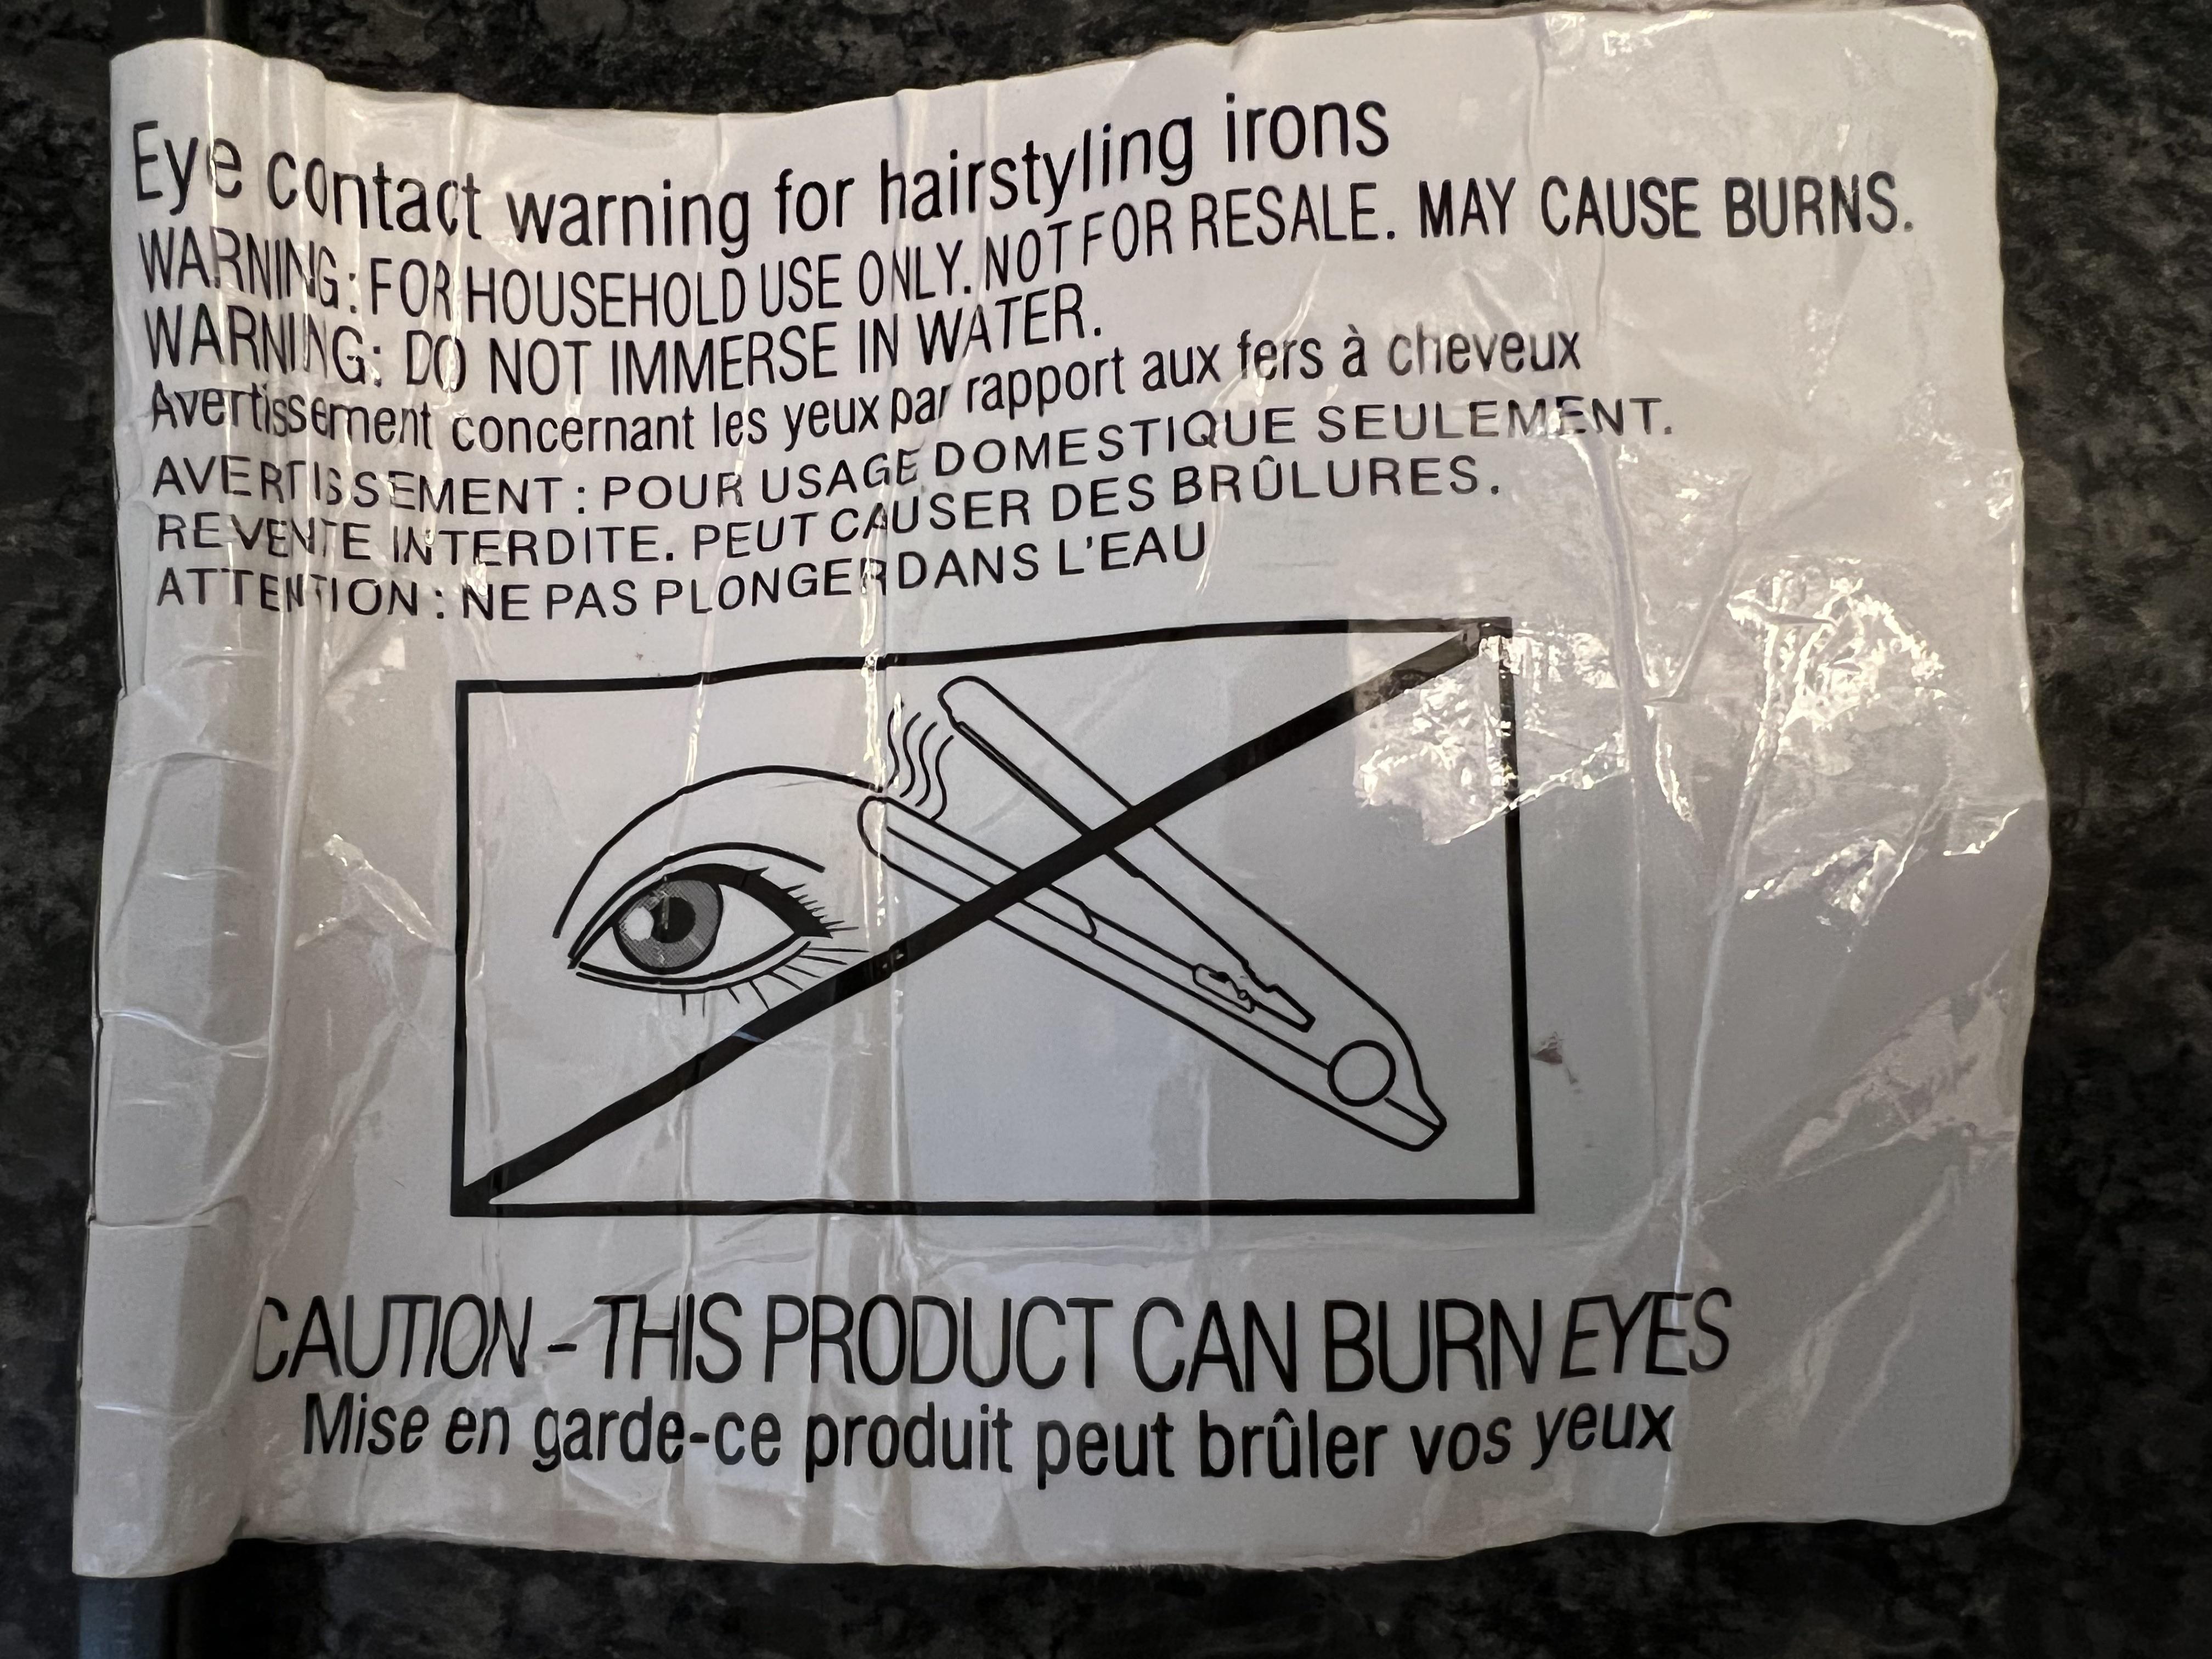 Eye contact warning for hairstyling irons
WARNING: FOR HOUSEHOLD USE ONLY. NOT FOR RESALE. MAY CAUSE BURNS.
WARNING: DO NOT IMMERSE IN WATER.
Avertissement concernant les yeux par rapport aux fers à cheveux
AVERTISSEMENT : POUR USAGE DOMESTIQUE SEULEMENT.
REVENTE INTERDITE. PEUT CAUSER DES BRÛLURES.
ATTENTION : NE PAS PLONGER DANS L'EAU
CAUTION - THIS PRODUCT CAN BURN EYES
Mise en garde-ce produit peut brûler vos yeux